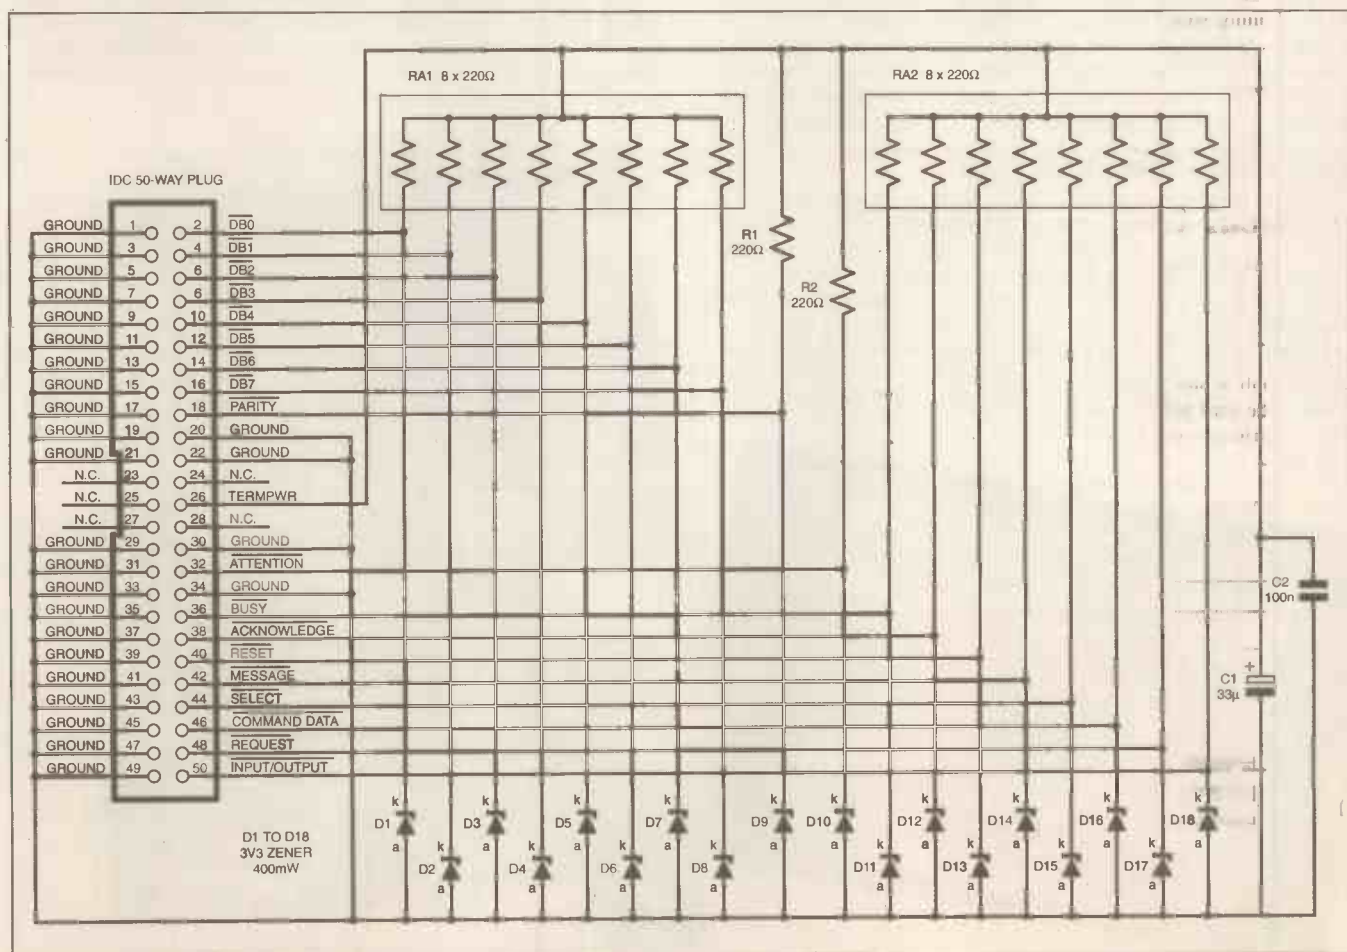 RA1 8 x 220Ω
RA2 8 x 220Ω
IDC 50-WAY PLUG
GROUND 1 2 DB0
GROUND 3 4 DB1
GROUND 5 6 DB2
GROUND 7 8 DB3
GROUND 9 10 DB4
GROUND 11 12 DB5
GROUND 13 14 DB6
GROUND 15 16 DB7
GROUND 17 18 PARITY
GROUND 19 20 GROUND
GROUND 21 22 GROUND
N.C. 23 24 N.C.
N.C. 25 26 TERMPWR
N.C. 27 28 N.C.
GROUND 29 30 GROUND
GROUND 31 32 ATTENTION
GROUND 33 34 GROUND
GROUND 35 36 BUSY
GROUND 37 38 ACKNOWLEDGE
GROUND 39 40 RESET
GROUND 41 42 MESSAGE
GROUND 43 44 SELECT
GROUND 45 46 COMMAND DATA
GROUND 47 48 REQUEST
GROUND 49 50 INPUT/OUTPUT
R1
220Ω
R2
220Ω
C2
100n
+
C1
33µ
k D1 a
k D2 a
k D3 a
k D4 a
k D5 a
k D6 a
k D7 a
k D8 a
k D9 a
k D10 a
k D11 a
k D12 a
k D13 a
k D14 a
k D15 a
k D16 a
k D17 a
k D18 a
D1 TO D18
3V3 ZENER
400mW